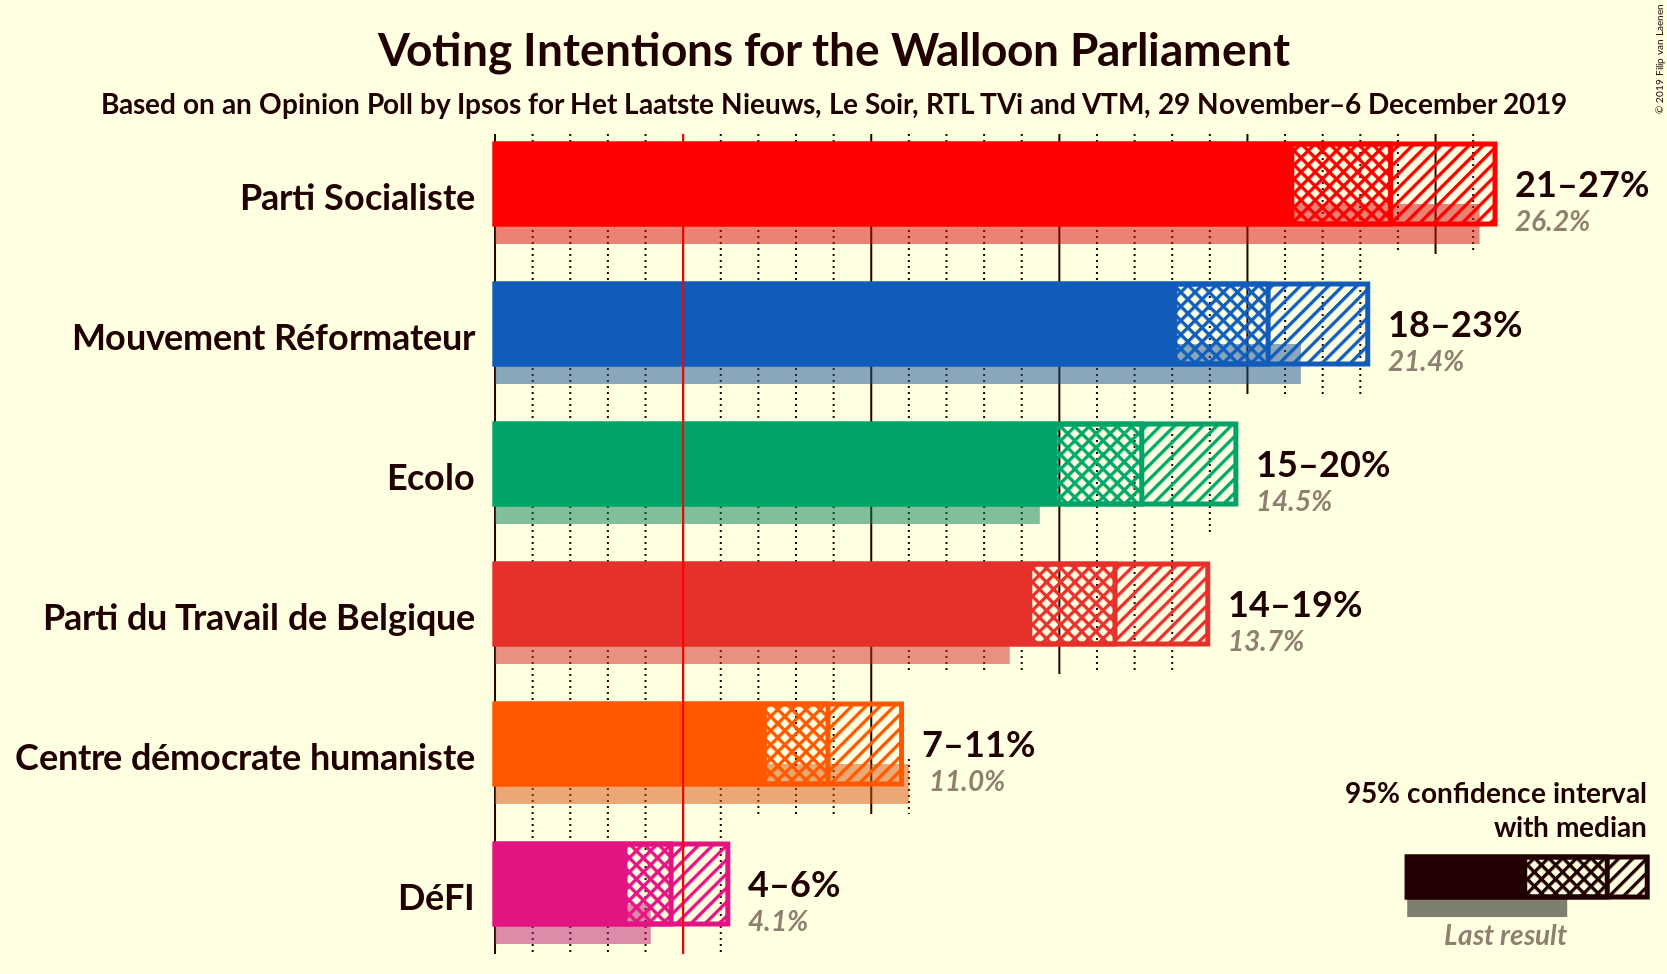 Voting Intentions for the Walloon Parliament
Based on an Opinion Poll by Ipsos for Het Laatste Nieuws, Le Soir, RTL TVi and VTM, 29 November–6 December 2019
© 2019 Filip van Laenen
Parti Socialiste
21–27%
26.2%
Mouvement Réformateur
18–23%
21.4%
Ecolo
15–20%
14.5%
Parti du Travail de Belgique
14–19%
13.7%
Centre démocrate humaniste
7–11%
11.0%
DéFI
4–6%
4.1%
95% confidence interval
with median
Last result